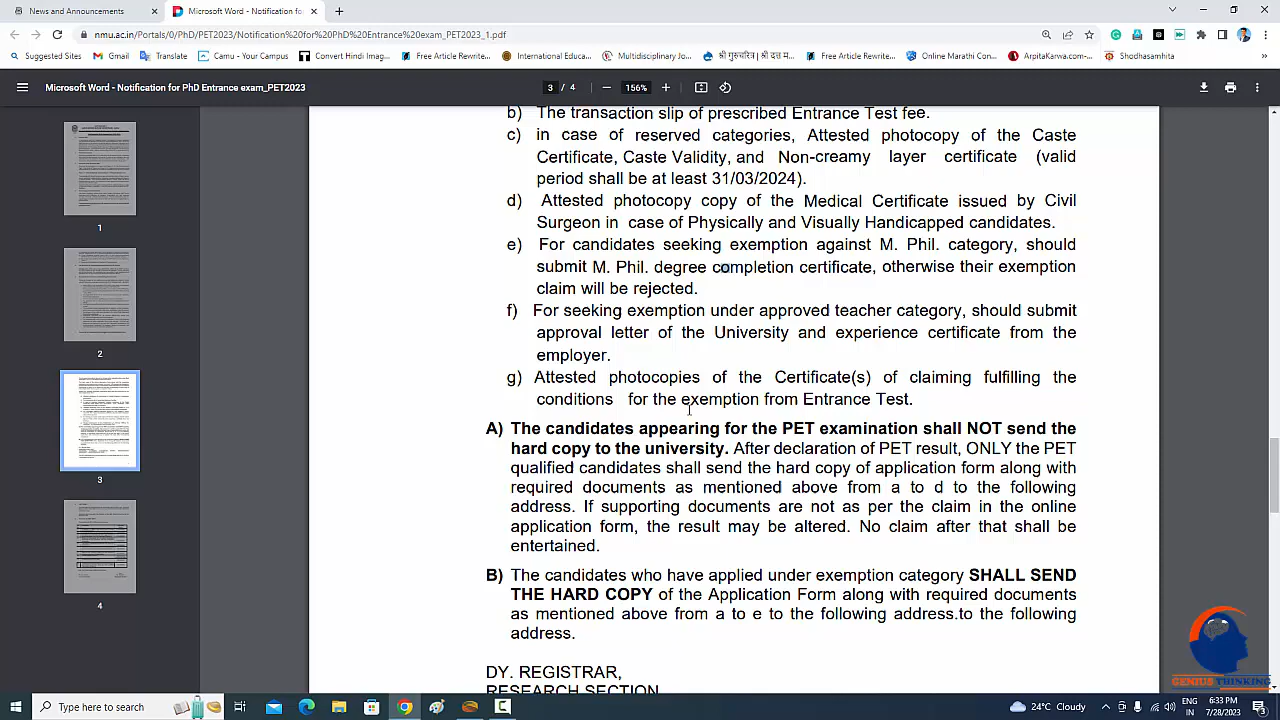 News and Announcements
Microsoft Word - Notification for
nmu.ac.in/Portals/0/PhD/PET2023/Notification%20for%20PhD%20Entrance%20exam_PET2023_1.pdf
Suggested Sites
Gmail
Translate
Camu - Your Campus
Convert Hindi Imag...
Free Article Rewrite...
International Educa...
Multidisciplinary Jo...
श्री गुरुचरित्र | श्री दत्त म...
Free Article Rewrite...
Online Marathi Con...
ArpitaKarwa.com?
Shodhasamhita
Microsoft Word - Notification for PhD Entrance exam_PET2023
3 / 4
156%
1
2
3
4
b) The transaction slip of prescribed Entrance Test fee.
c) in case of reserved categories. Attested photocopy of the Caste
Certificate, Caste Validity, and Non-creamy layer certificate (valid
period shall be at least 31/03/2024).
d) Attested photocopy copy of the Medical Certificate issued by Civil
Surgeon in case of Physically and Visually Handicapped candidates.
e) For candidates seeking exemption against M. Phil. category, should
submit M. Phil. degree completion certificate, otherwise their exemption
claim will be rejected.
f) For seeking exemption under approved teacher category, should submit
approval letter of the University and experience certificate from the
employer.
g) Attested photocopies of the Certificate(s) of claiming fulfilling the
conditions for the exemption from Entrance Test.
A) The candidates appearing for the PET examination shall NOT send the
hard copy to the university. After declaration of PET result, ONLY the PET
qualified candidates shall send the hard copy of application form along with
required documents as mentioned above from a to d to the following
address. If supporting documents are not as per the claim in the online
application form, the result may be altered. No claim after that shall be
entertained.
B) The candidates who have applied under exemption category SHALL SEND
THE HARD COPY of the Application Form along with required documents
as mentioned above from a to e to the following address.to the following
address.
DY. REGISTRAR,
RESEARCH SECTION
GENIUS THINKING
Type here to search
24°C Cloudy
ENG
IN
6:33 PM
7/28/2023